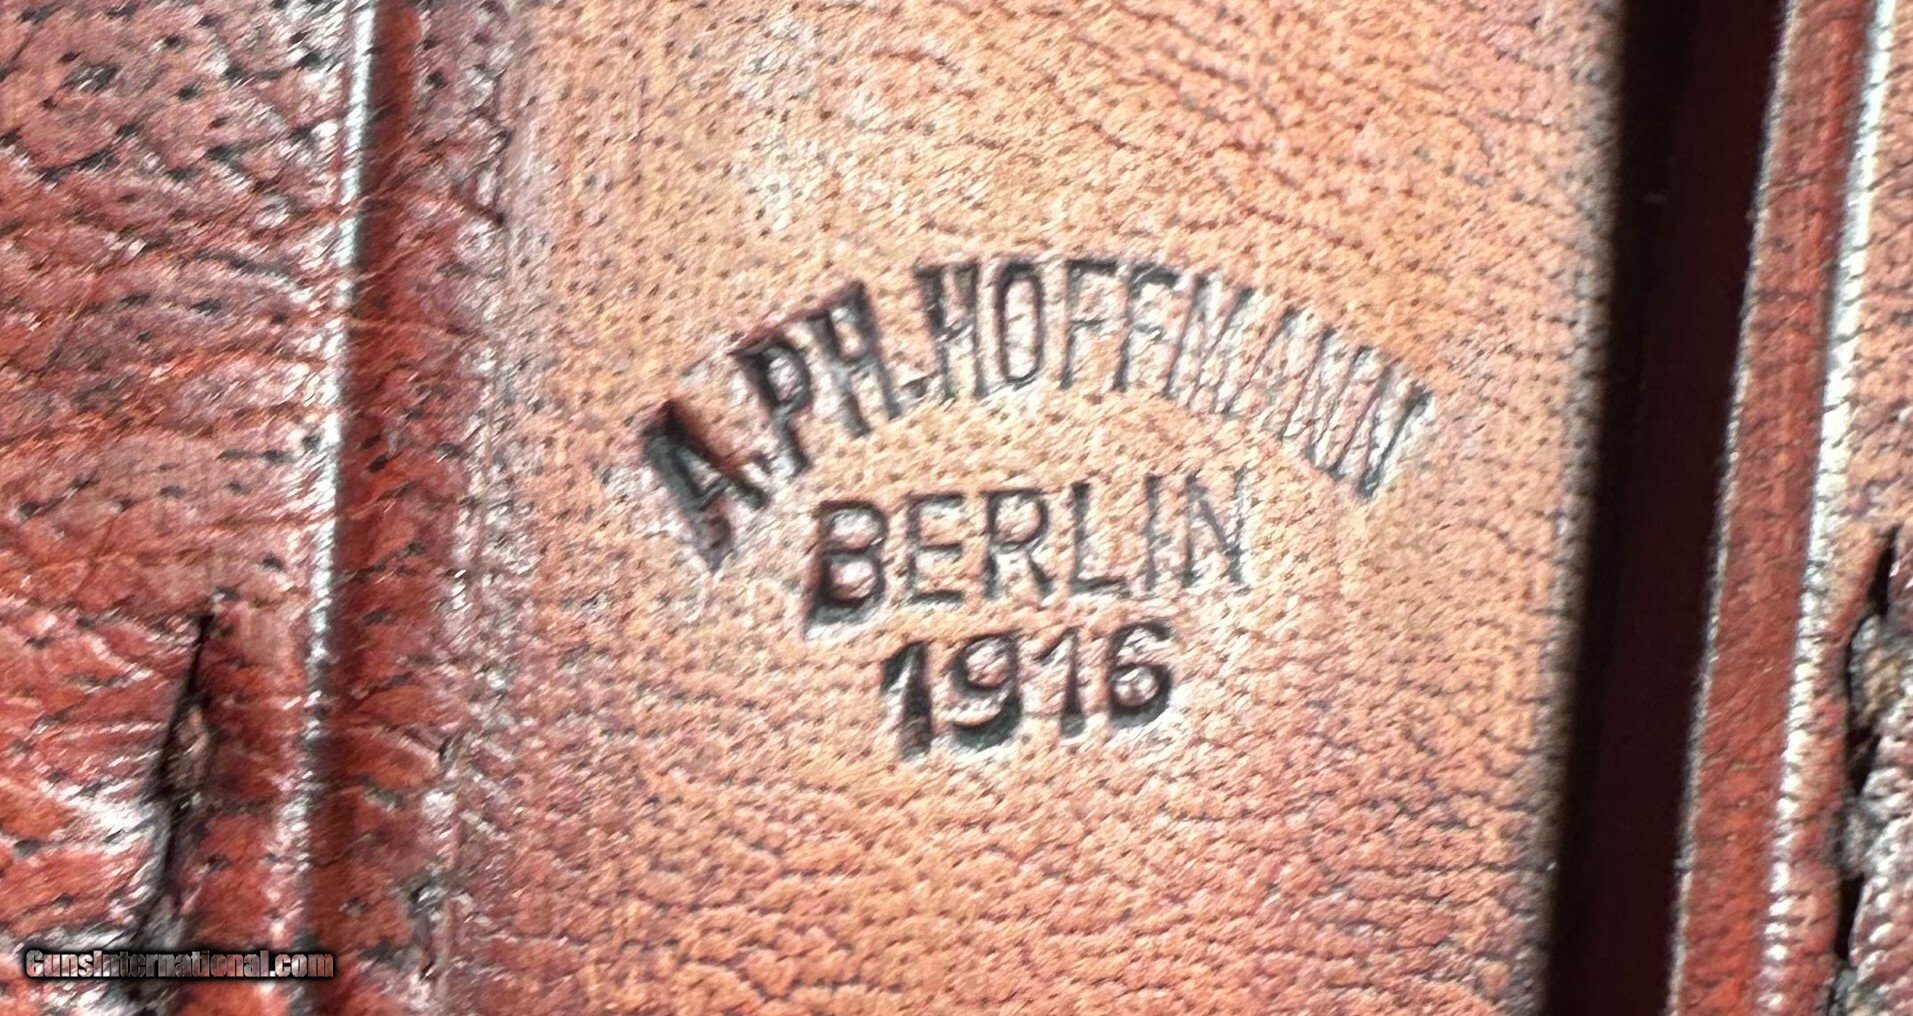 A.PH.HOFFMANN
BERLIN
1916
GunsInternational.com